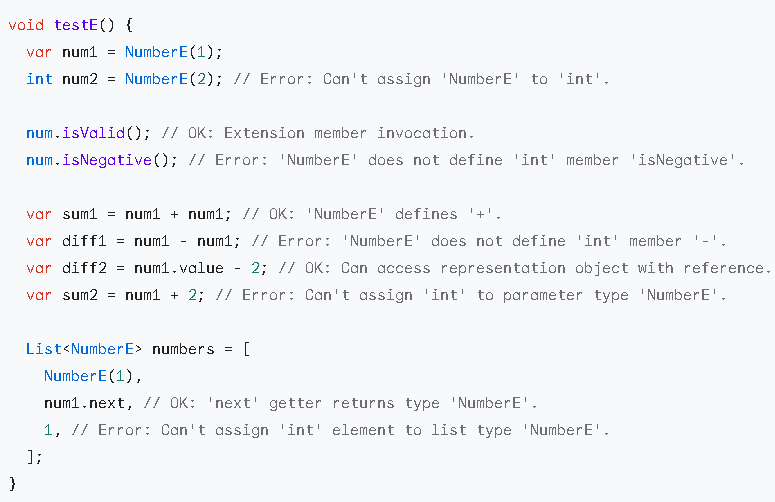 void testE() {
  var num1 = NumberE(1);
  int num2 = NumberE(2); // Error: Can't assign 'NumberE' to 'int'.

  num.isValid(); // OK: Extension member invocation.
  num.isNegative(); // Error: 'NumberE' does not define 'int' member 'isNegative'.

  var sum1 = num1 + num1; // OK: 'NumberE' defines '+'.
  var diff1 = num1 - num1; // Error: 'NumberE' does not define 'int' member '-'.
  var diff2 = num1.value - 2; // OK: Can access representation object with reference.
  var sum2 = num1 + 2; // Error: Can't assign 'int' to parameter type 'NumberE'.

  List<NumberE> numbers = [
    NumberE(1),
    num1.next, // OK: 'next' getter returns type 'NumberE'.
    1, // Error: Can't assign 'int' element to list type 'NumberE'.
  ];
}